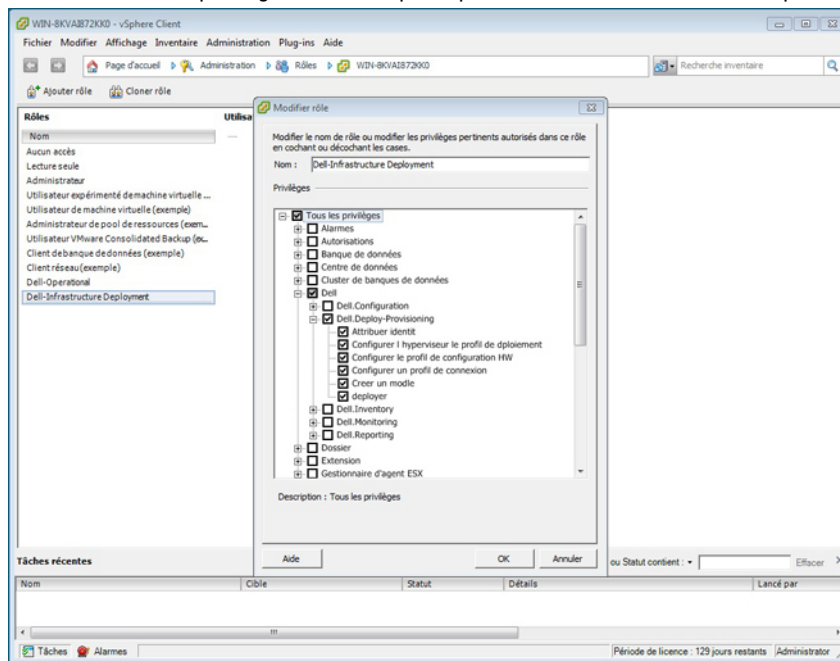 WIN-8KVAI872KK0 - vSphere Client
Fichier Modifier Affichage Inventaire Administration Plug-ins Aide
Page d'accueil Administration Rôles WIN-8KVAI872KK0 Recherche inventaire
Ajouter rôle Cloner rôle
Rôles
Nom
Aucun accès
Lecture seule
Administrateur
Utilisateur expérimenté de machine virtuelle ...
Utilisateur de machine virtuelle (exemple)
Administrateur de pool de ressources (exem...
Utilisateur VMware Consolidated Backup (ex...
Client de banque de données (exemple)
Client réseau (exemple)
Dell-Operational
Dell-Infrastructure Deployment
Utilisa
Modifier rôle
Modifier le nom de rôle ou modifier les privilèges pertinents autorisés dans ce rôle
en cochant ou décochant les cases.
Nom : Dell-Infrastructure Deployment
Privilèges
Tous les privilèges
Alarmes
Autorisations
Banque de données
Centre de données
Cluster de banques de données
Dell
Dell.Configuration
Dell.Deploy-Provisioning
Attribuer identit
Configurer l hyperviseur le profil de dploiement
Configurer le profil de configuration HW
Configurer un profil de connexion
Creer un modle
deployer
Dell.Inventory
Dell.Monitoring
Dell.Reporting
Dossier
Extension
Gestionnaire d'agent ESX
Description : Tous les privilèges
Aide OK Annuler
Tâches récentes ou Statut contient : Effacer
Nom Cible Statut Détails Lancé par
Tâches Alarmes Période de licence : 129 jours restants Administrator